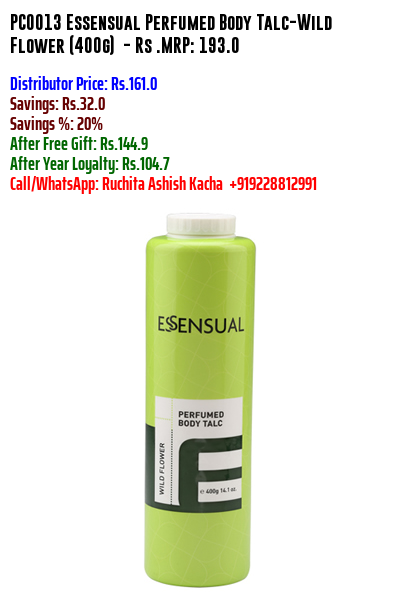 PC0013 Essensual Perfumed Body Talc-Wild
Flower (400g) - Rs .MRP: 193.0
Distributor Price: Rs.161.0
Savings: Rs.32.0
Savings %: 20%
After Free Gift: Rs.144.9
After Year Loyalty: Rs.104.7
Call/WhatsApp: Ruchita Ashish Kacha +919228812991
ESSENSUAL
PERFUMED
BODY TALC
WILD FLOWER
e 400g 14.1 oz.